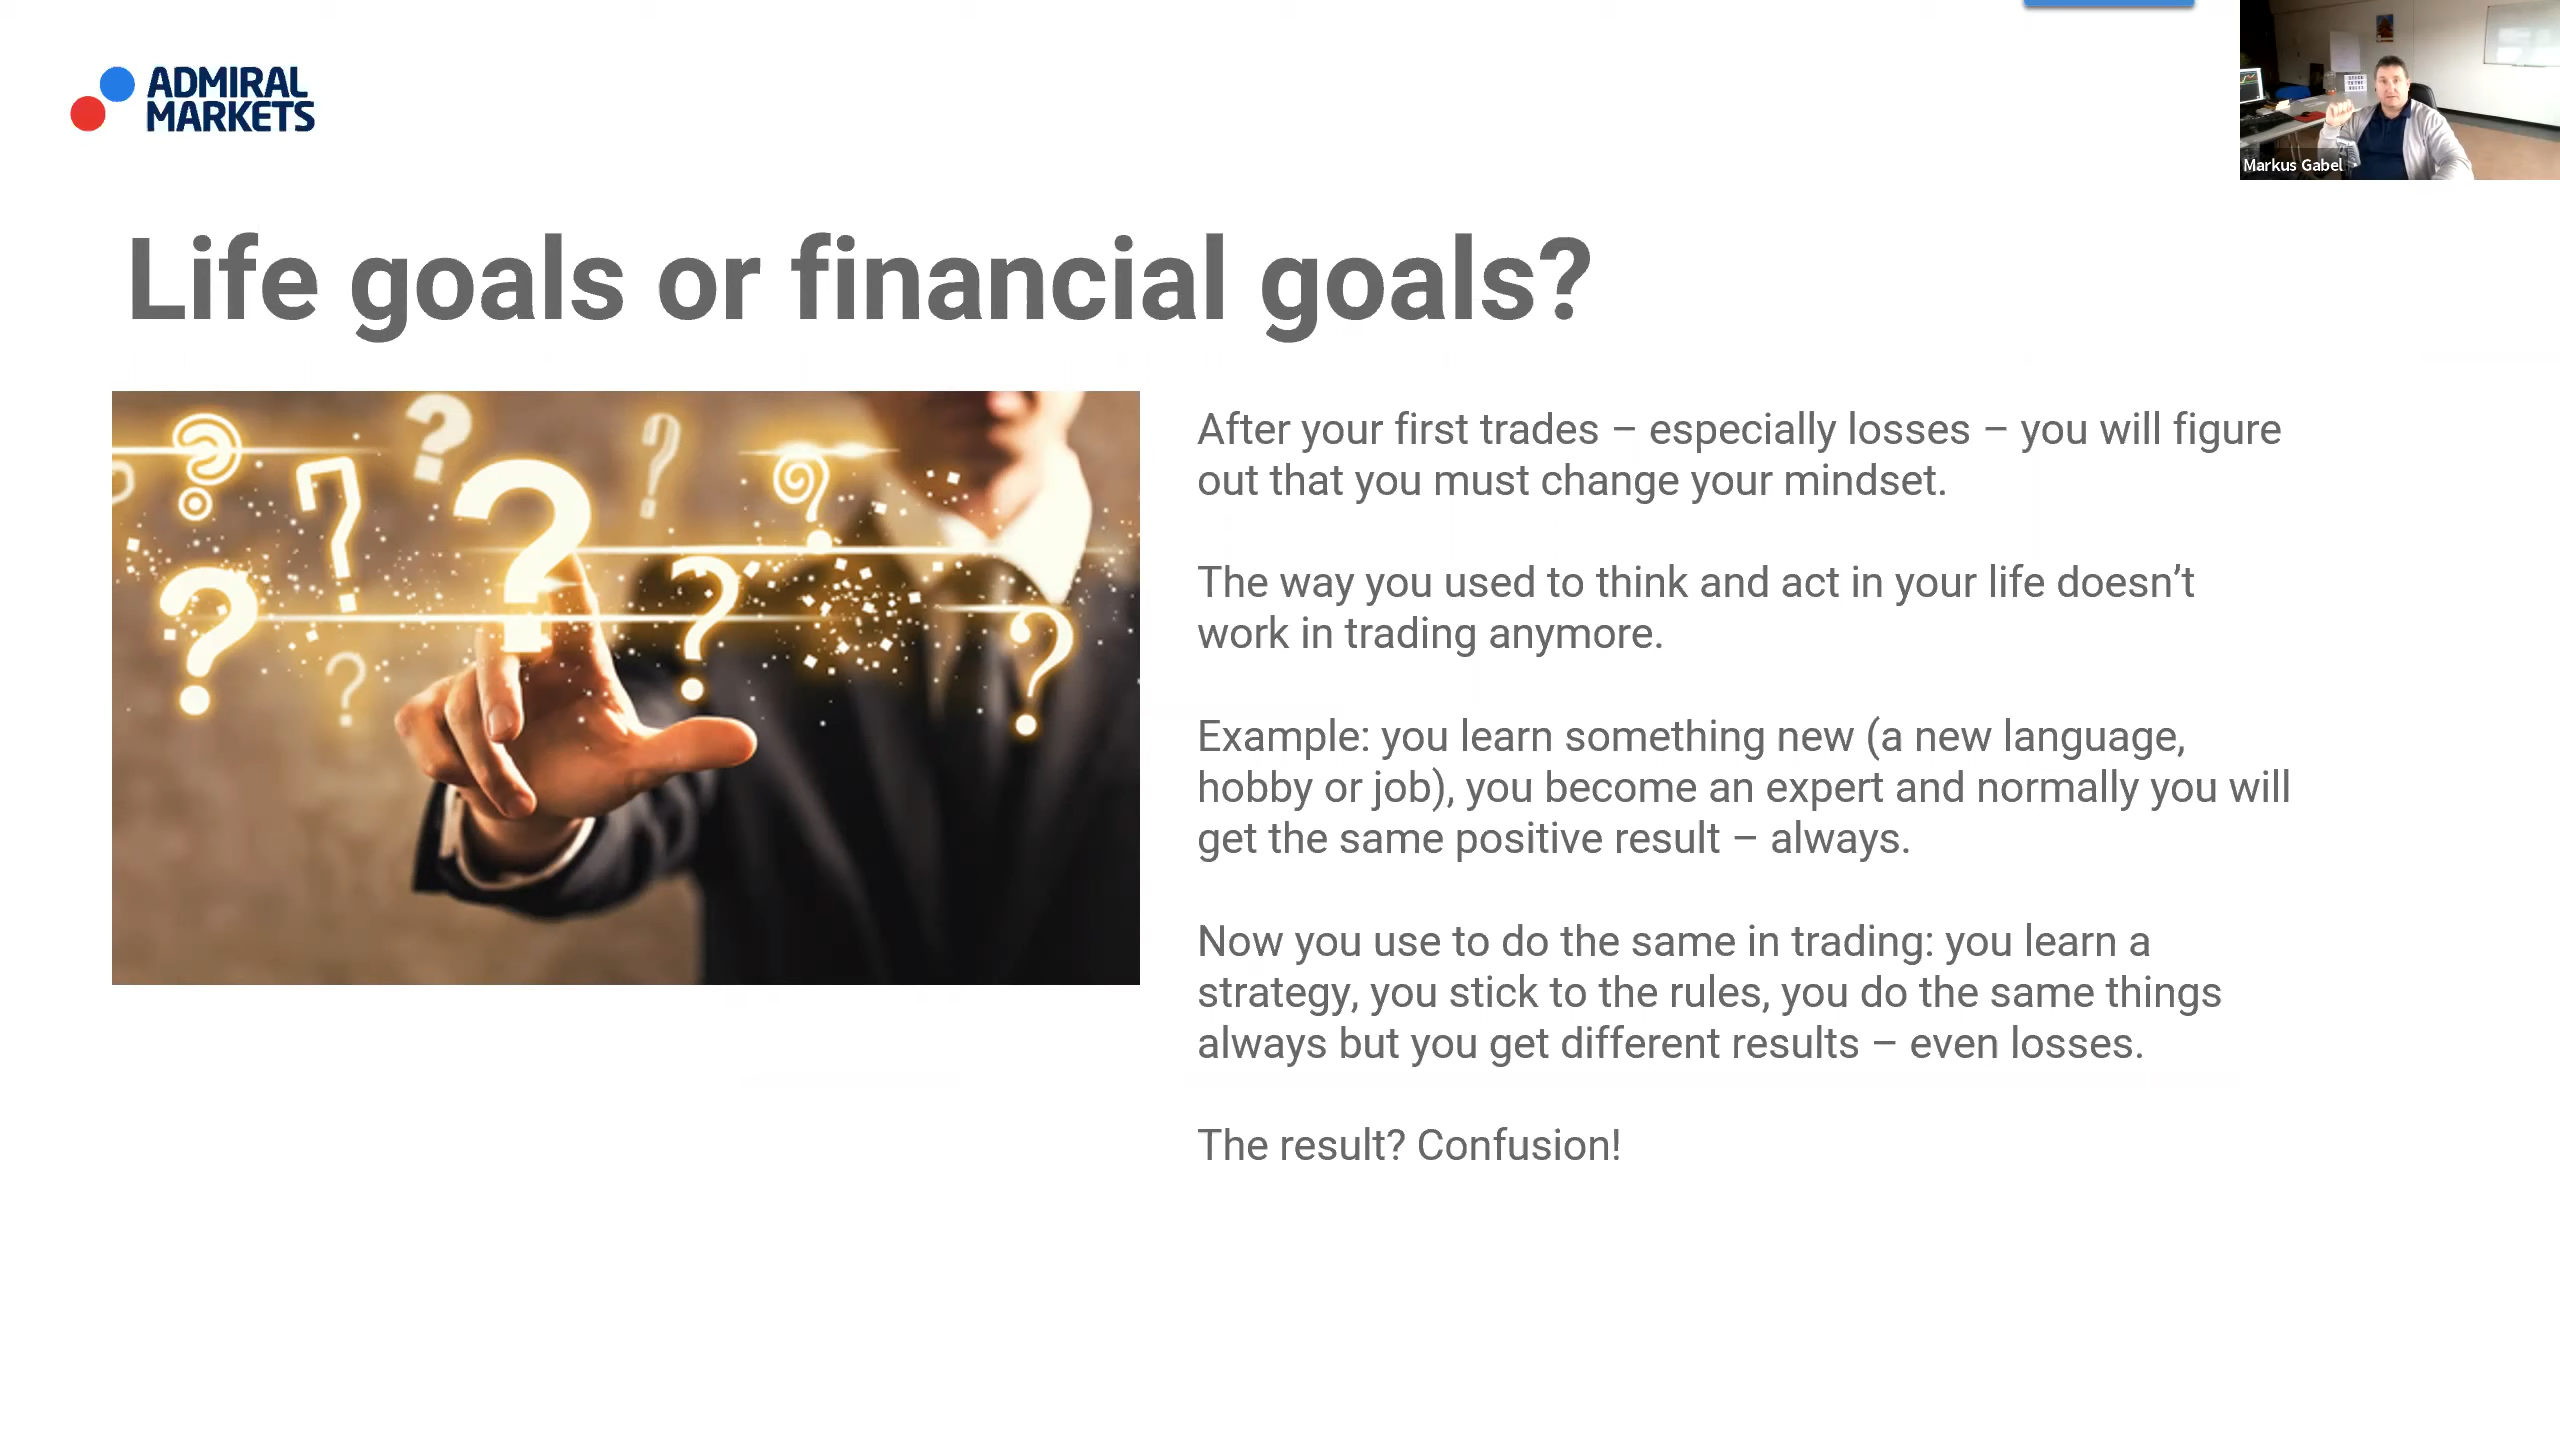 ADMIRAL
MARKETS
Markus Gabel
Life goals or financial goals?
After your first trades – especially losses – you will figure
out that you must change your mindset.
The way you used to think and act in your life doesn’t
work in trading anymore.
Example: you learn something new (a new language,
hobby or job), you become an expert and normally you will
get the same positive result – always.
Now you use to do the same in trading: you learn a
strategy, you stick to the rules, you do the same things
always but you get different results – even losses.
The result? Confusion!